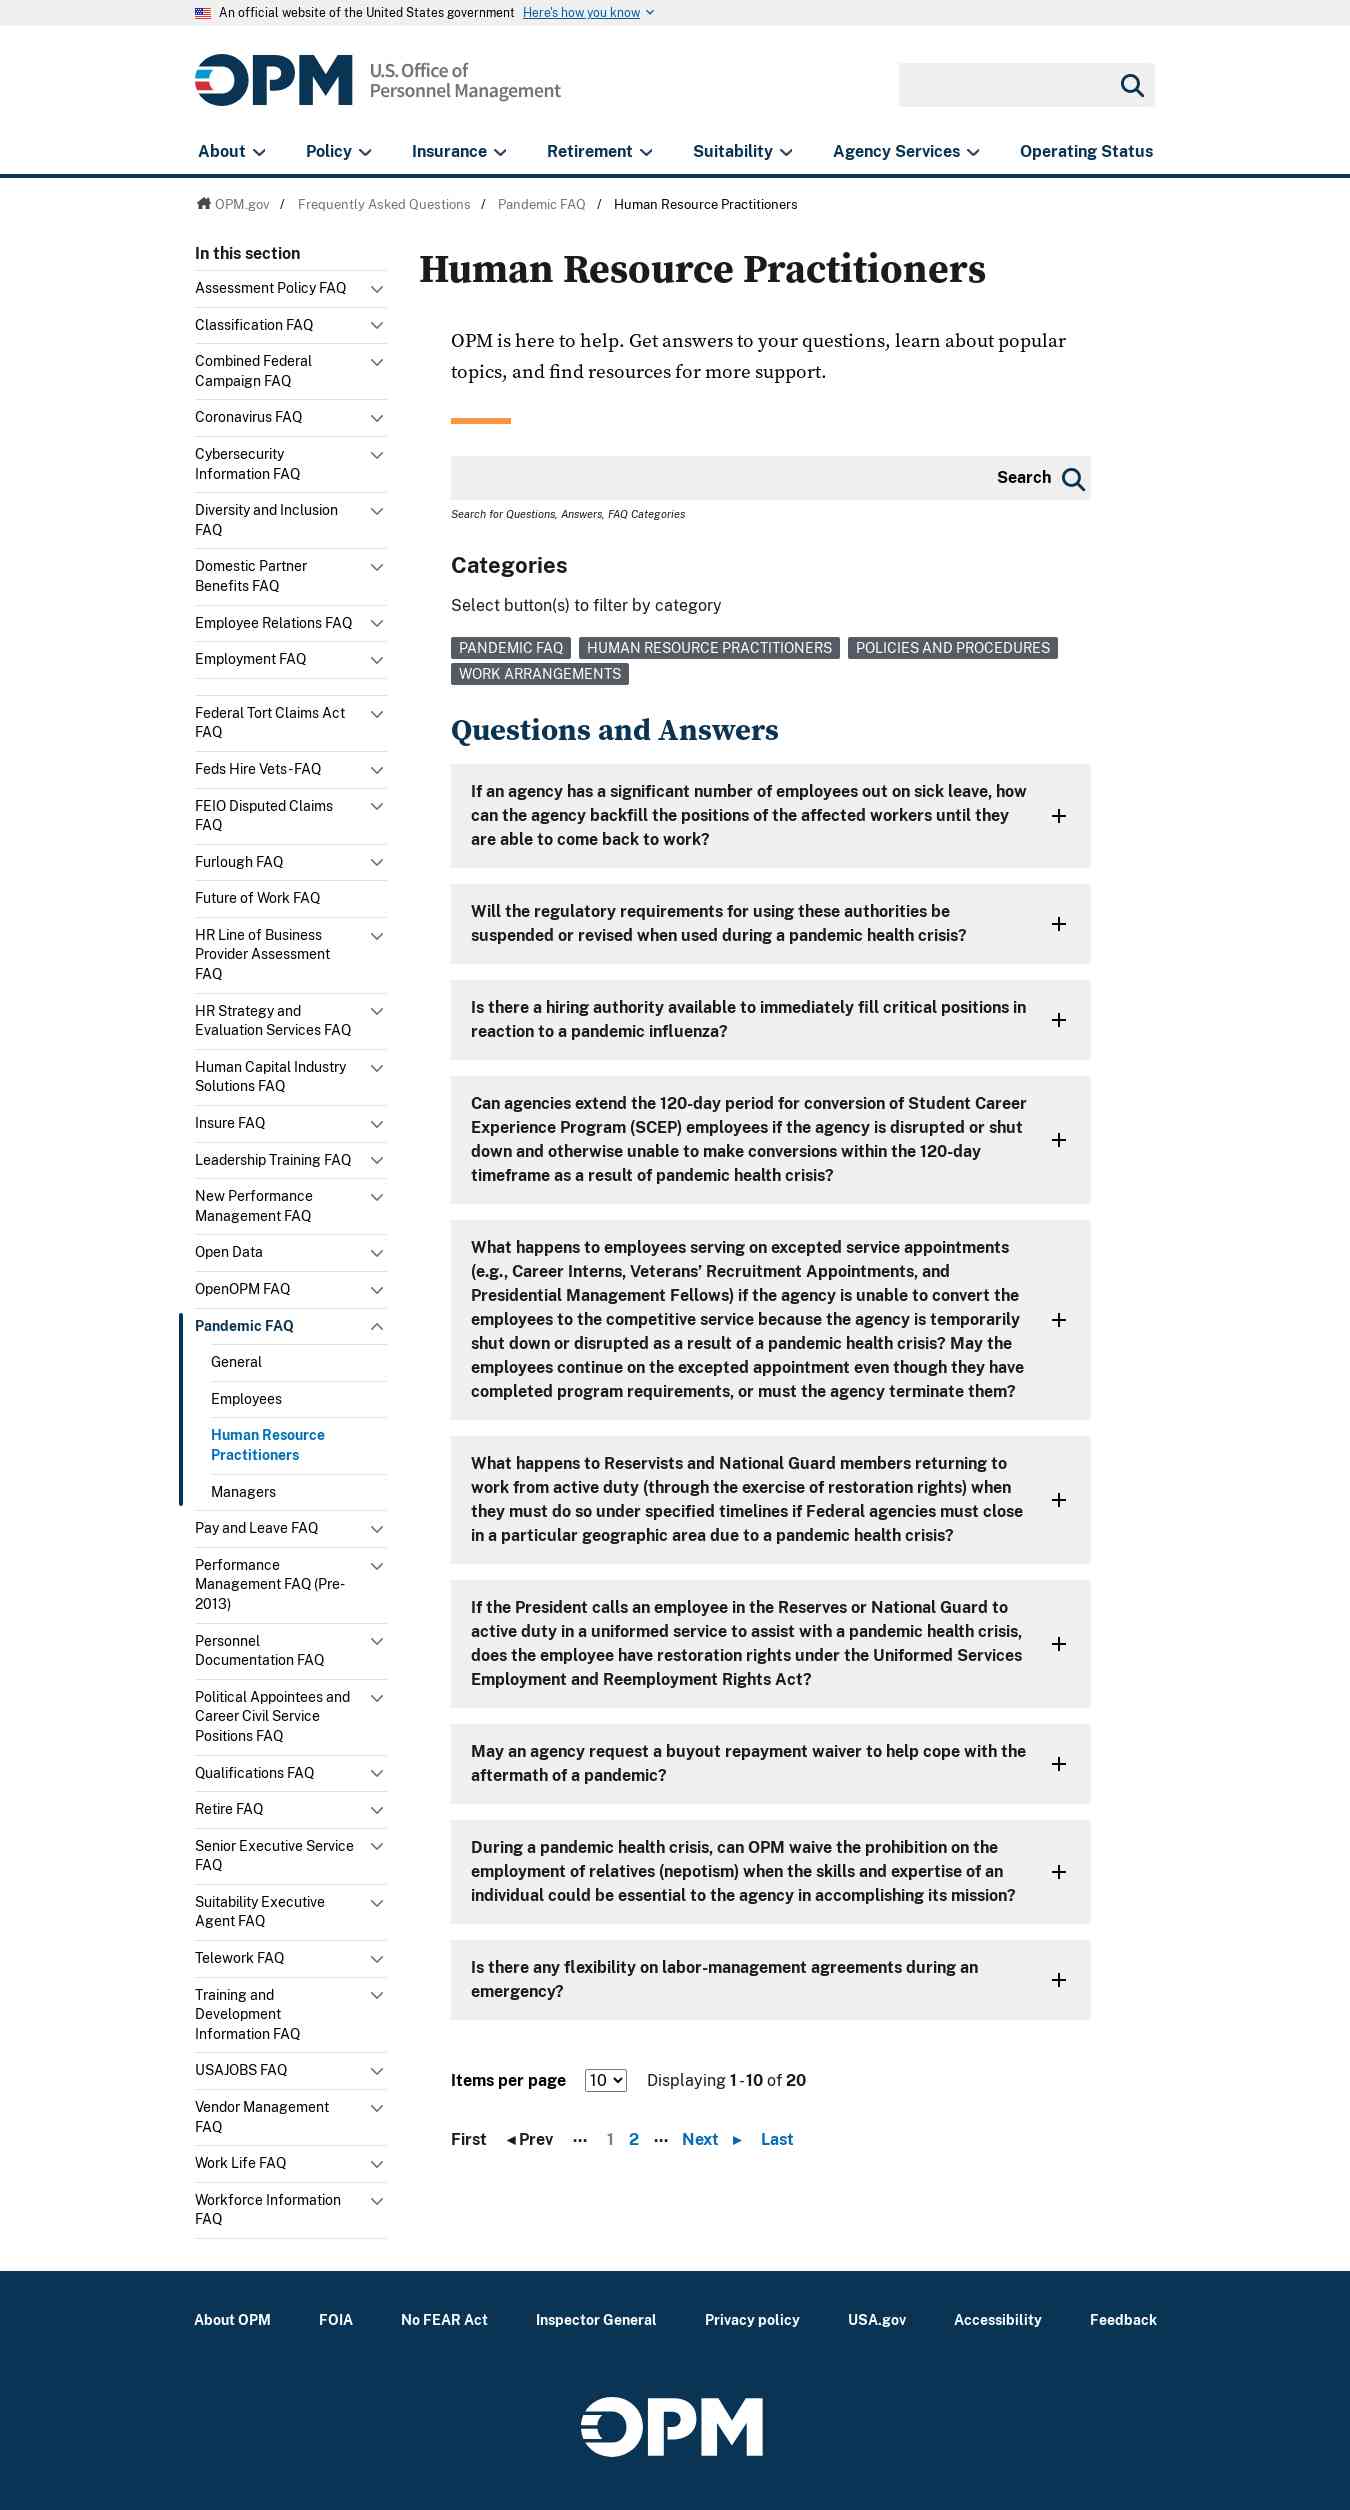 An official website of the United States government Here's how you know
OPM U.S. Office of
Personnel Management
About Policy Insurance Retirement Suitability Agency Services Operating Status
OPM.gov / Frequently Asked Questions / Pandemic FAQ / Human Resource Practitioners
In this section
Assessment Policy FAQ
Classification FAQ
Combined Federal
Campaign FAQ
Coronavirus FAQ
Cybersecurity
Information FAQ
Diversity and Inclusion
FAQ
Domestic Partner
Benefits FAQ
Employee Relations FAQ
Employment FAQ
Federal Tort Claims Act
FAQ
Feds Hire Vets - FAQ
FEIO Disputed Claims
FAQ
Furlough FAQ
Future of Work FAQ
HR Line of Business
Provider Assessment
FAQ
HR Strategy and
Evaluation Services FAQ
Human Capital Industry
Solutions FAQ
Insure FAQ
Leadership Training FAQ
New Performance
Management FAQ
Open Data
OpenOPM FAQ
Pandemic FAQ
General
Employees
Human Resource
Practitioners
Managers
Pay and Leave FAQ
Performance
Management FAQ (Pre-
2013)
Personnel
Documentation FAQ
Political Appointees and
Career Civil Service
Positions FAQ
Qualifications FAQ
Retire FAQ
Senior Executive Service
FAQ
Suitability Executive
Agent FAQ
Telework FAQ
Training and
Development
Information FAQ
USAJOBS FAQ
Vendor Management
FAQ
Work Life FAQ
Workforce Information
FAQ
Human Resource Practitioners
OPM is here to help. Get answers to your questions, learn about popular
topics, and find resources for more support.
Search
Search for Questions, Answers, FAQ Categories
Categories
Select button(s) to filter by category
PANDEMIC FAQ HUMAN RESOURCE PRACTITIONERS POLICIES AND PROCEDURES
WORK ARRANGEMENTS
Questions and Answers
If an agency has a significant number of employees out on sick leave, how
can the agency backfill the positions of the affected workers until they
are able to come back to work?
Will the regulatory requirements for using these authorities be
suspended or revised when used during a pandemic health crisis?
Is there a hiring authority available to immediately fill critical positions in
reaction to a pandemic influenza?
Can agencies extend the 120-day period for conversion of Student Career
Experience Program (SCEP) employees if the agency is disrupted or shut
down and otherwise unable to make conversions within the 120-day
timeframe as a result of pandemic health crisis?
What happens to employees serving on excepted service appointments
(e.g., Career Interns, Veterans’ Recruitment Appointments, and
Presidential Management Fellows) if the agency is unable to convert the
employees to the competitive service because the agency is temporarily
shut down or disrupted as a result of a pandemic health crisis? May the
employees continue on the excepted appointment even though they have
completed program requirements, or must the agency terminate them?
What happens to Reservists and National Guard members returning to
work from active duty (through the exercise of restoration rights) when
they must do so under specified timelines if Federal agencies must close
in a particular geographic area due to a pandemic health crisis?
If the President calls an employee in the Reserves or National Guard to
active duty in a uniformed service to assist with a pandemic health crisis,
does the employee have restoration rights under the Uniformed Services
Employment and Reemployment Rights Act?
May an agency request a buyout repayment waiver to help cope with the
aftermath of a pandemic?
During a pandemic health crisis, can OPM waive the prohibition on the
employment of relatives (nepotism) when the skills and expertise of an
individual could be essential to the agency in accomplishing its mission?
Is there any flexibility on labor-management agreements during an
emergency?
Items per page 10 Displaying 1 - 10 of 20
First ◂ Prev ··· 1 2 ··· Next ▸ Last
About OPM FOIA No FEAR Act Inspector General Privacy policy USA.gov Accessibility Feedback
OPM